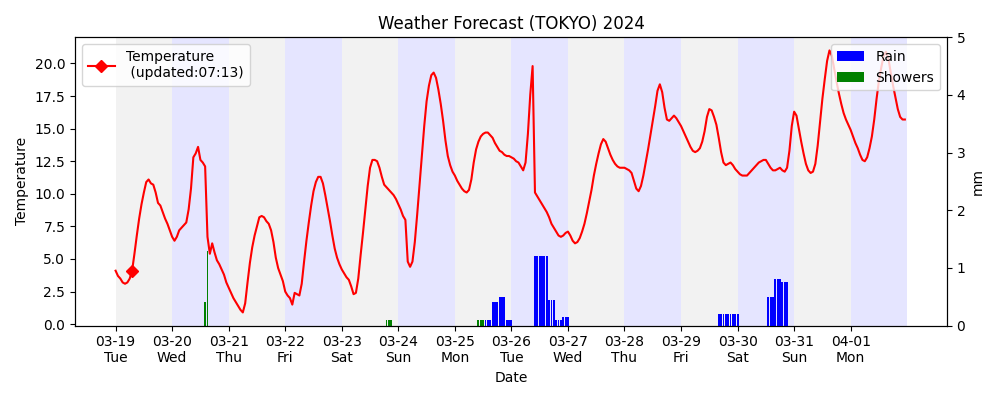 Weather Forecast (TOKYO) 2024
Temperature
(updated:07:13)
Rain
Showers
Temperature
20.0
17.5
15.0
12.5
10.0
7.5
5.0
2.5
0.0
5
4
3
2
1
0
mm
03-19 03-20 03-21 03-22 03-23 03-24 03-25 03-26 03-27 03-28 03-29 03-30 03-31 04-01
Tue Wed Thu Fri Sat Sun Mon Tue Wed Thu Fri Sat Sun Mon
Date